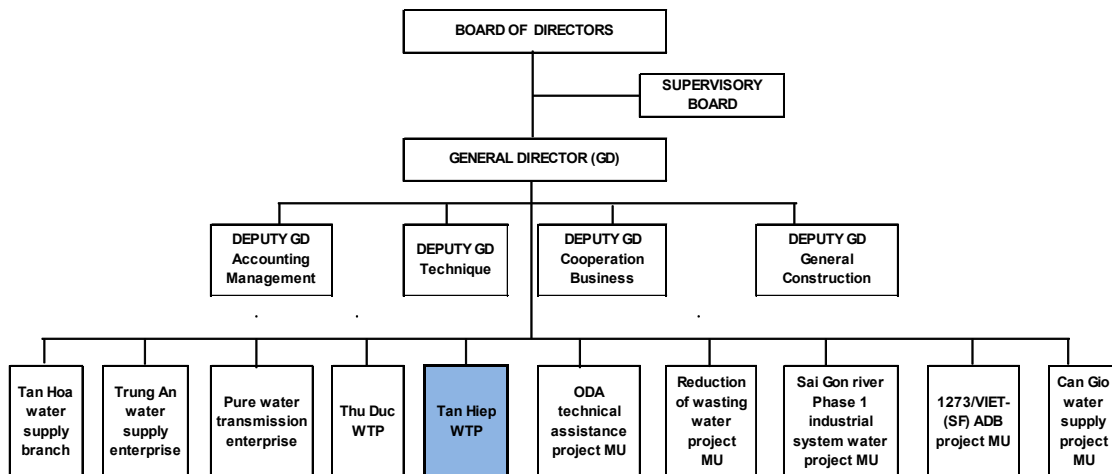 BOARD OF DIRECTORS
SUPERVISORY
BOARD
GENERAL DIRECTOR (GD)
DEPUTY GD
Accounting
Management
DEPUTY GD
Technique
DEPUTY GD
Cooperation
Business
DEPUTY GD
General
Construction
Tan Hoa
water
supply
branch
Trung An
water
supply
enterprise
Pure water
transmission
enterprise
Thu Duc
WTP
Tan Hiep
WTP
ODA
technical
assistance
project MU
Reduction
of wasting
water
project
MU
Sai Gon river
Phase 1
industrial
system water
project MU
1273/VIET-
(SF) ADB
project MU
Can Gio
water
supply
project
MU